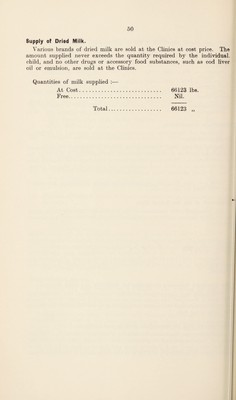 50
Supply of Dried Milk.
Various brands of dried milk are sold at the Clinics at cost price. The
amount supplied never exceeds the quantity required by the individual
child, and no other drugs or accessory food substances, such as cod liver
oil or emulsion, are sold at the Clinics.
Quantities of milk supplied :—
At Cost............................ 66123 lbs.
Free............................... Nil.
Total.................. 66123 „